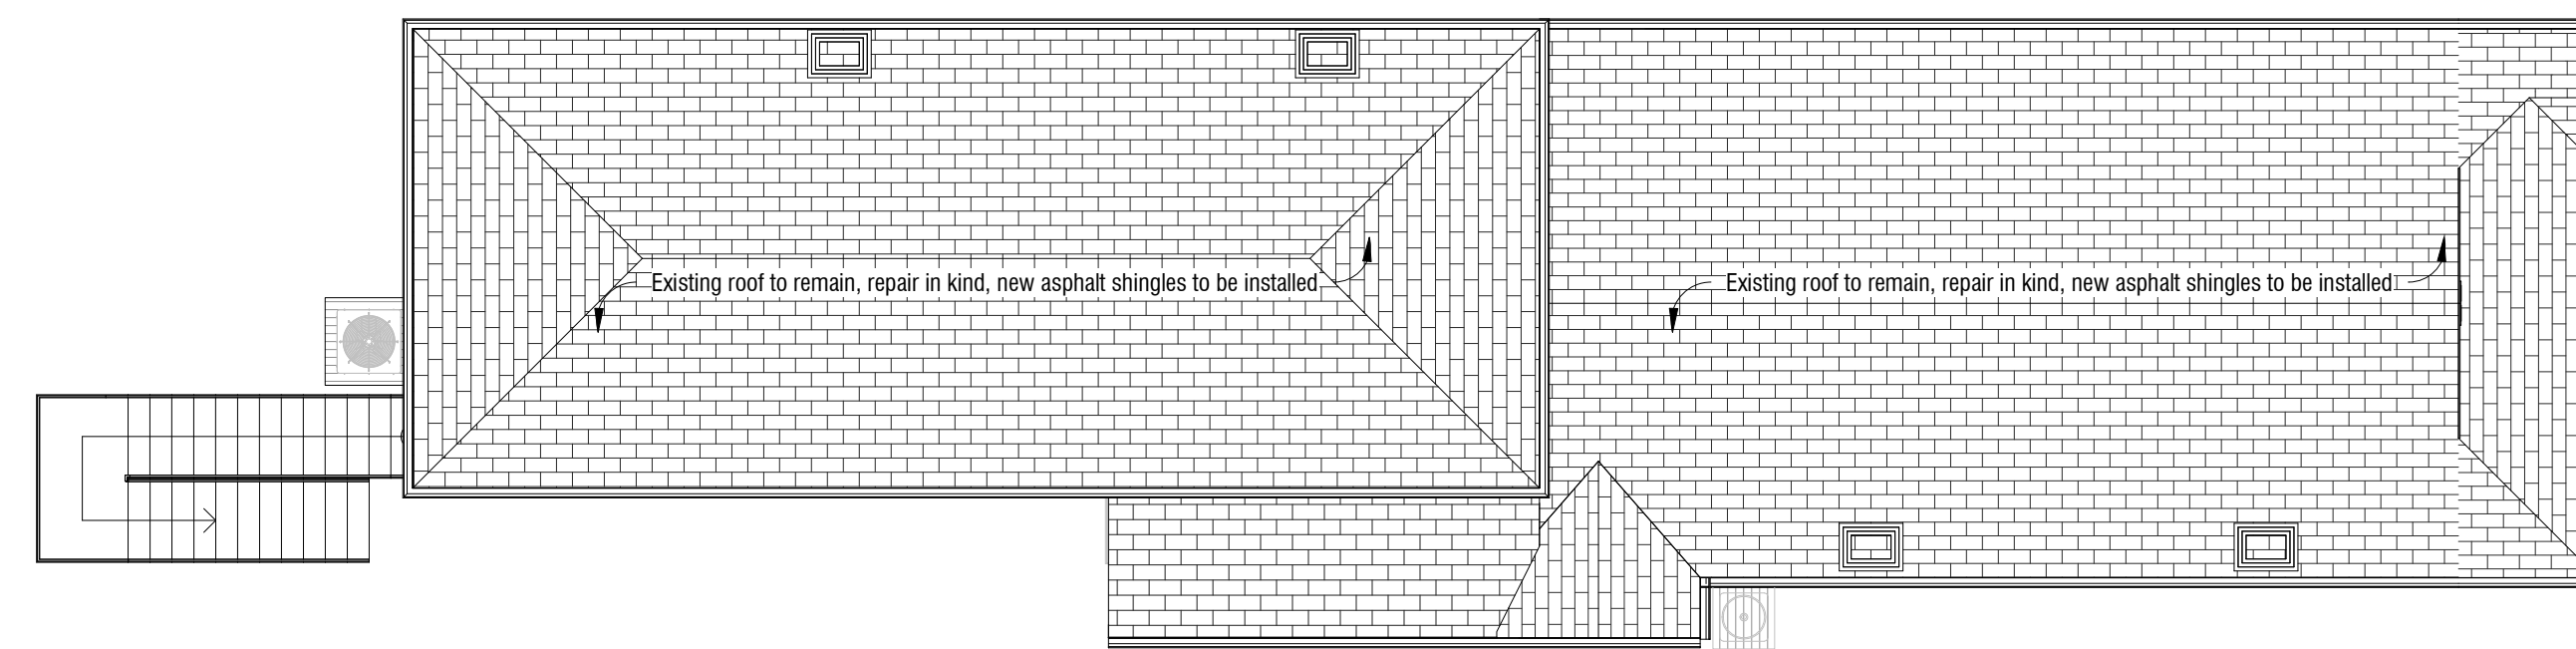 Existing roof to remain, repair in kind, new asphalt shingles to be installed
Existing roof to remain, repair in kind, new asphalt shingles to be installed